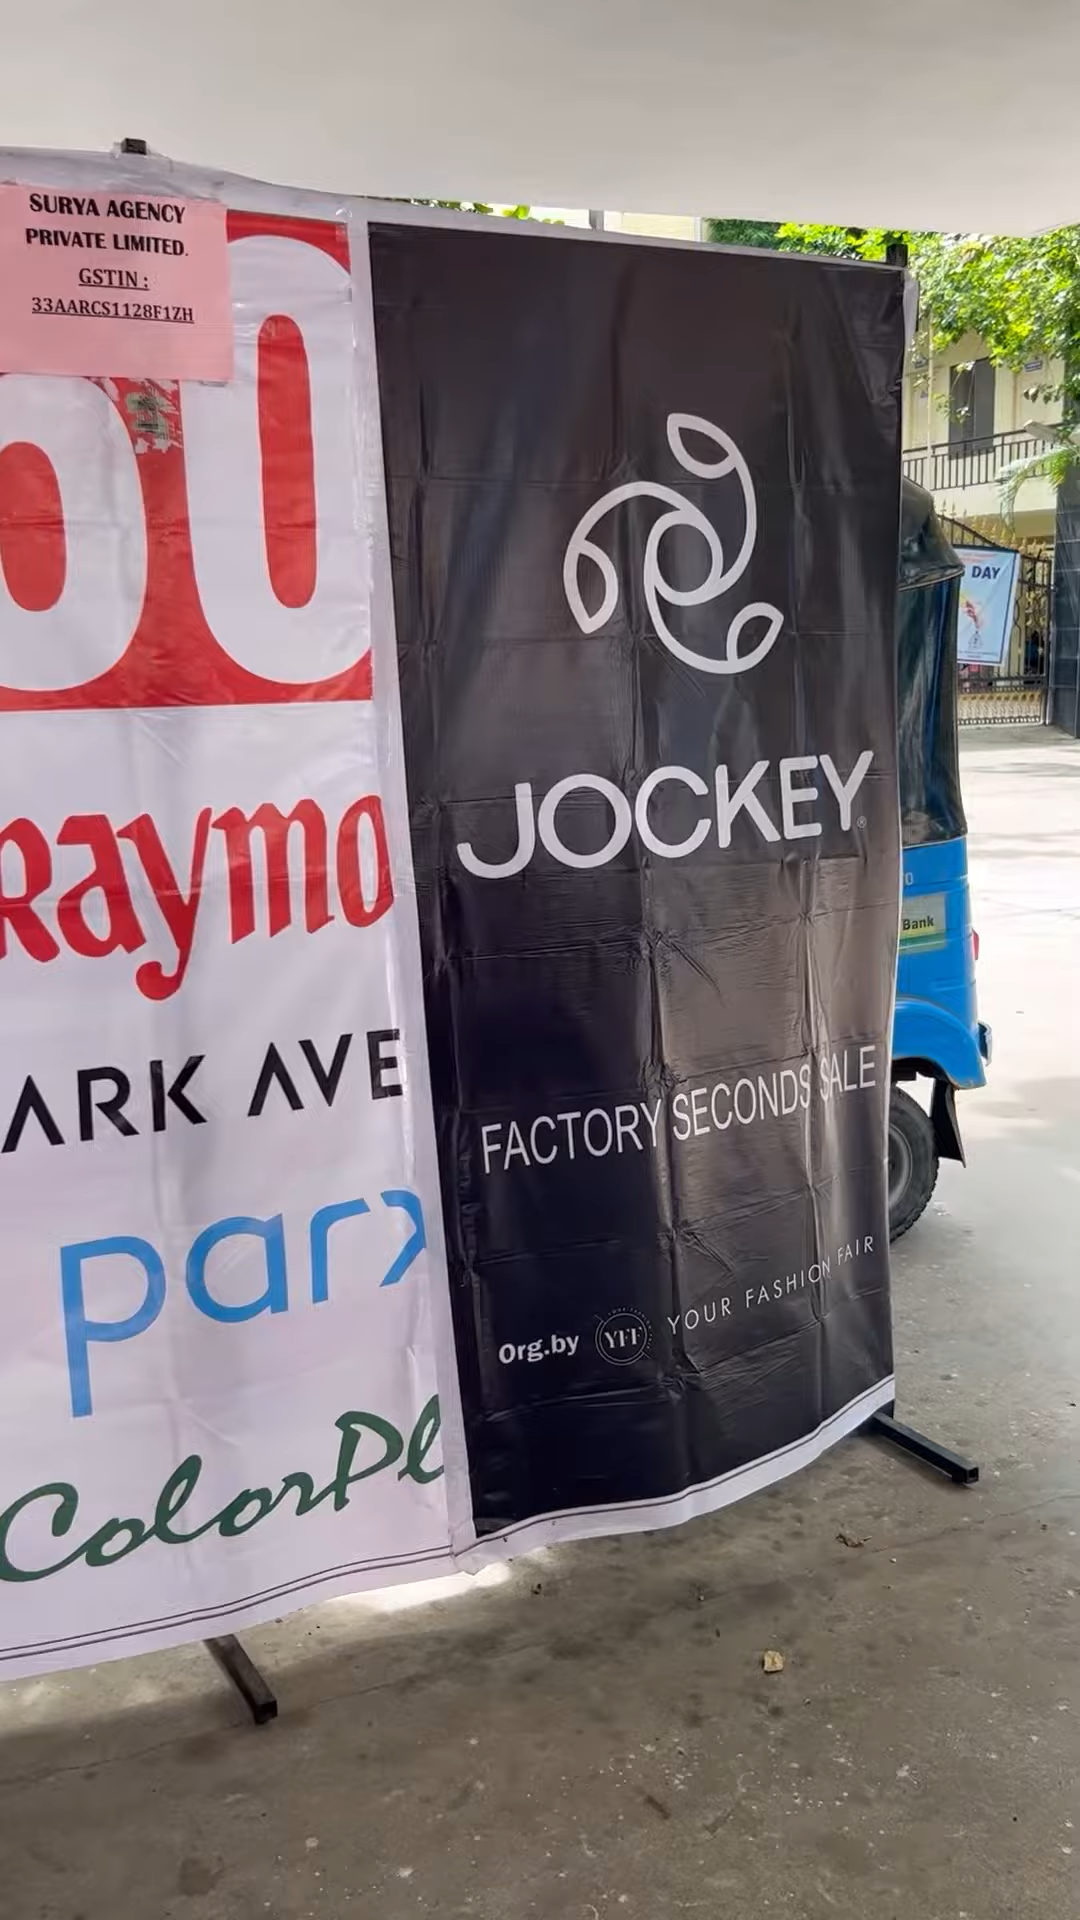 SURYA AGENCY
PRIVATE LIMITED.
GSTIN :
33AARCS1128F1ZH
60
Raymo
ARK AVE
parx
ColorPl
JOCKEY®
FACTORY SECONDS SALE
Org.by YFF YOUR FASHION FAIR
DAY
Bank